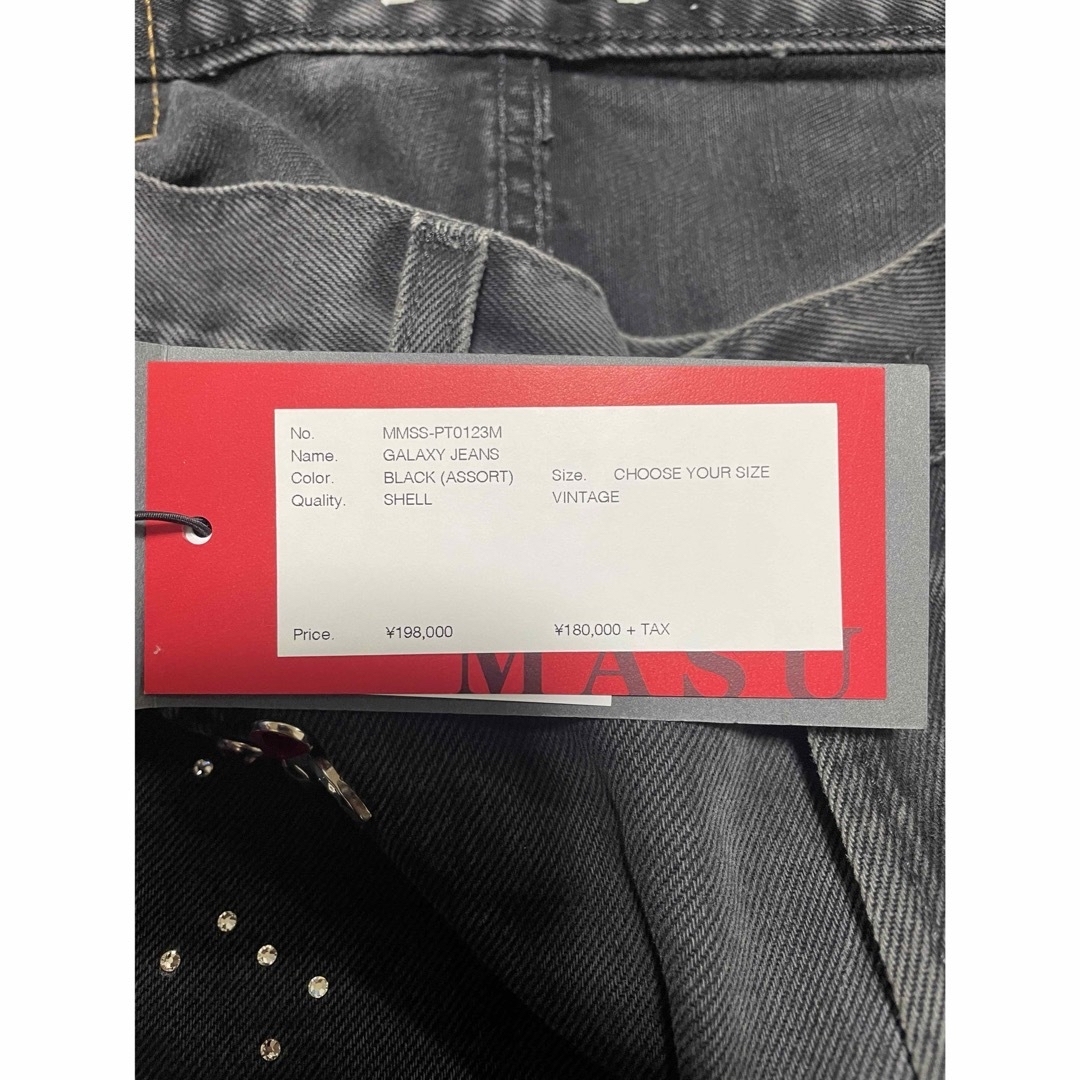 No. MMSS-PT0123M
Name. GALAXY JEANS
Color. BLACK (ASSORT) Size. CHOOSE YOUR SIZE
Quality. SHELL VINTAGE
Price. ¥198,000 ¥180,000 + TAX
MASU